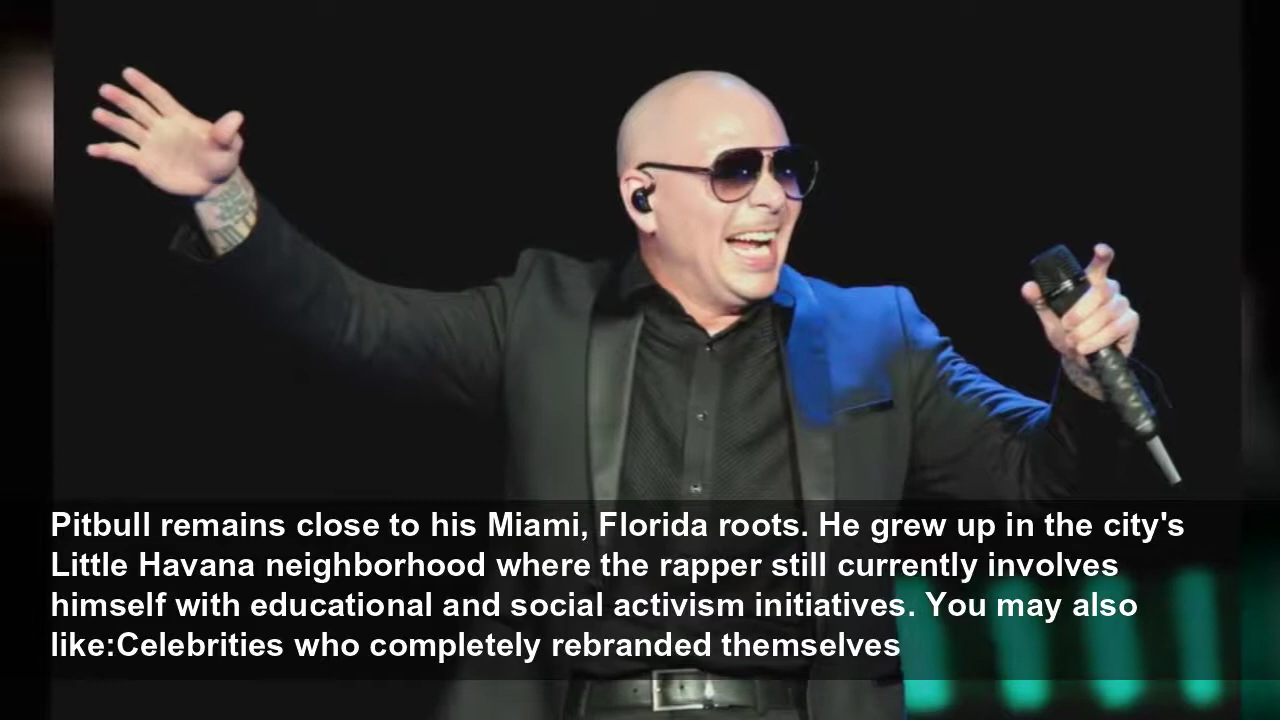 Pitbull remains close to his Miami, Florida roots. He grew up in the city's
Little Havana neighborhood where the rapper still currently involves
himself with educational and social activism initiatives. You may also
like:Celebrities who completely rebranded themselves